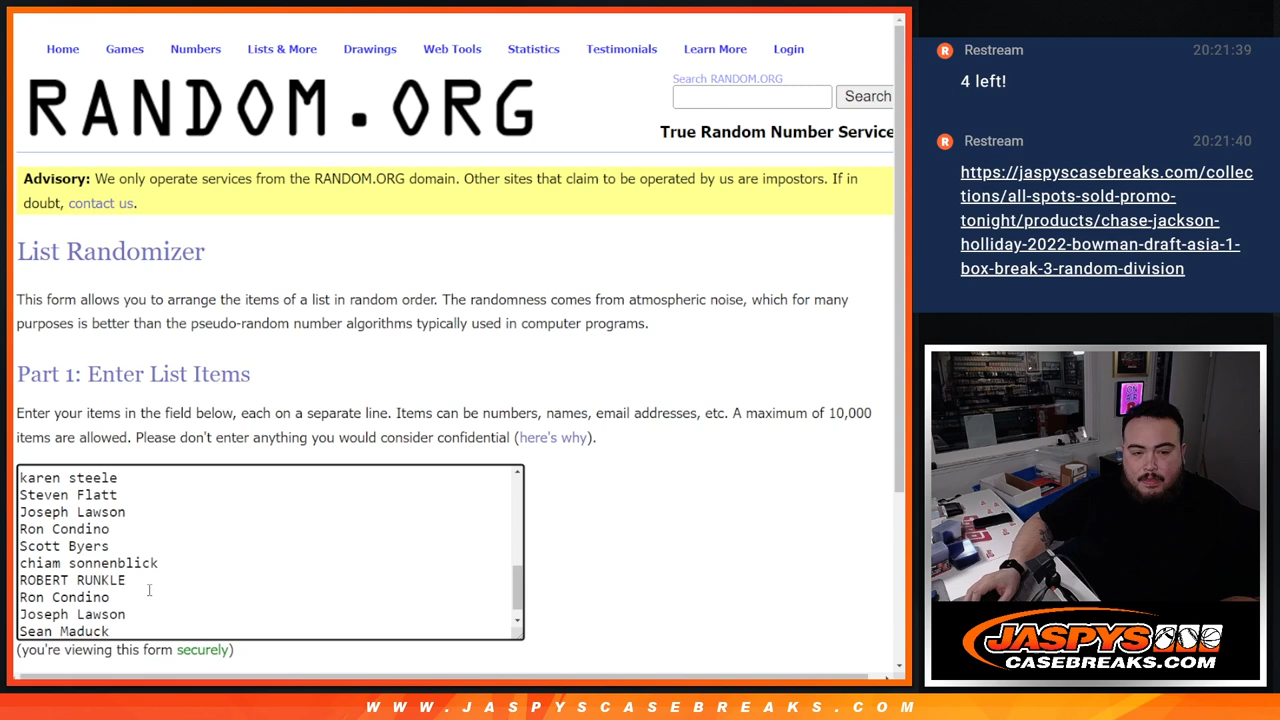 Home Games Numbers Lists & More Drawings Web Tools Statistics Testimonials Learn More Login
RANDOM.ORG
Search RANDOM.ORG
Search
True Random Number Service
Advisory: We only operate services from the RANDOM.ORG domain. Other sites that claim to be operated by us are impostors. If in
doubt, contact us.
List Randomizer
This form allows you to arrange the items of a list in random order. The randomness comes from atmospheric noise, which for many
purposes is better than the pseudo-random number algorithms typically used in computer programs.
Part 1: Enter List Items
Enter your items in the field below, each on a separate line. Items can be numbers, names, email addresses, etc. A maximum of 10,000
items are allowed. Please don't enter anything you would consider confidential (here's why).
karen steele
Steven Flatt
Joseph Lawson
Ron Condino
Scott Byers
chiam sonnenblick
ROBERT RUNKLE
Ron Condino
Joseph Lawson
Sean Maduck
(you're viewing this form securely)
R Restream 20:21:39
4 left!
R Restream 20:21:40
https://jaspyscasebreaks.com/collec
tions/all-spots-sold-promo-
tonight/products/chase-jackson-
holliday-2022-bowman-draft-asia-1-
box-break-3-random-division
ON AIR
JASPYS
CASEBREAKS.COM
WWW.JASPYSCASEBREAKS.COM